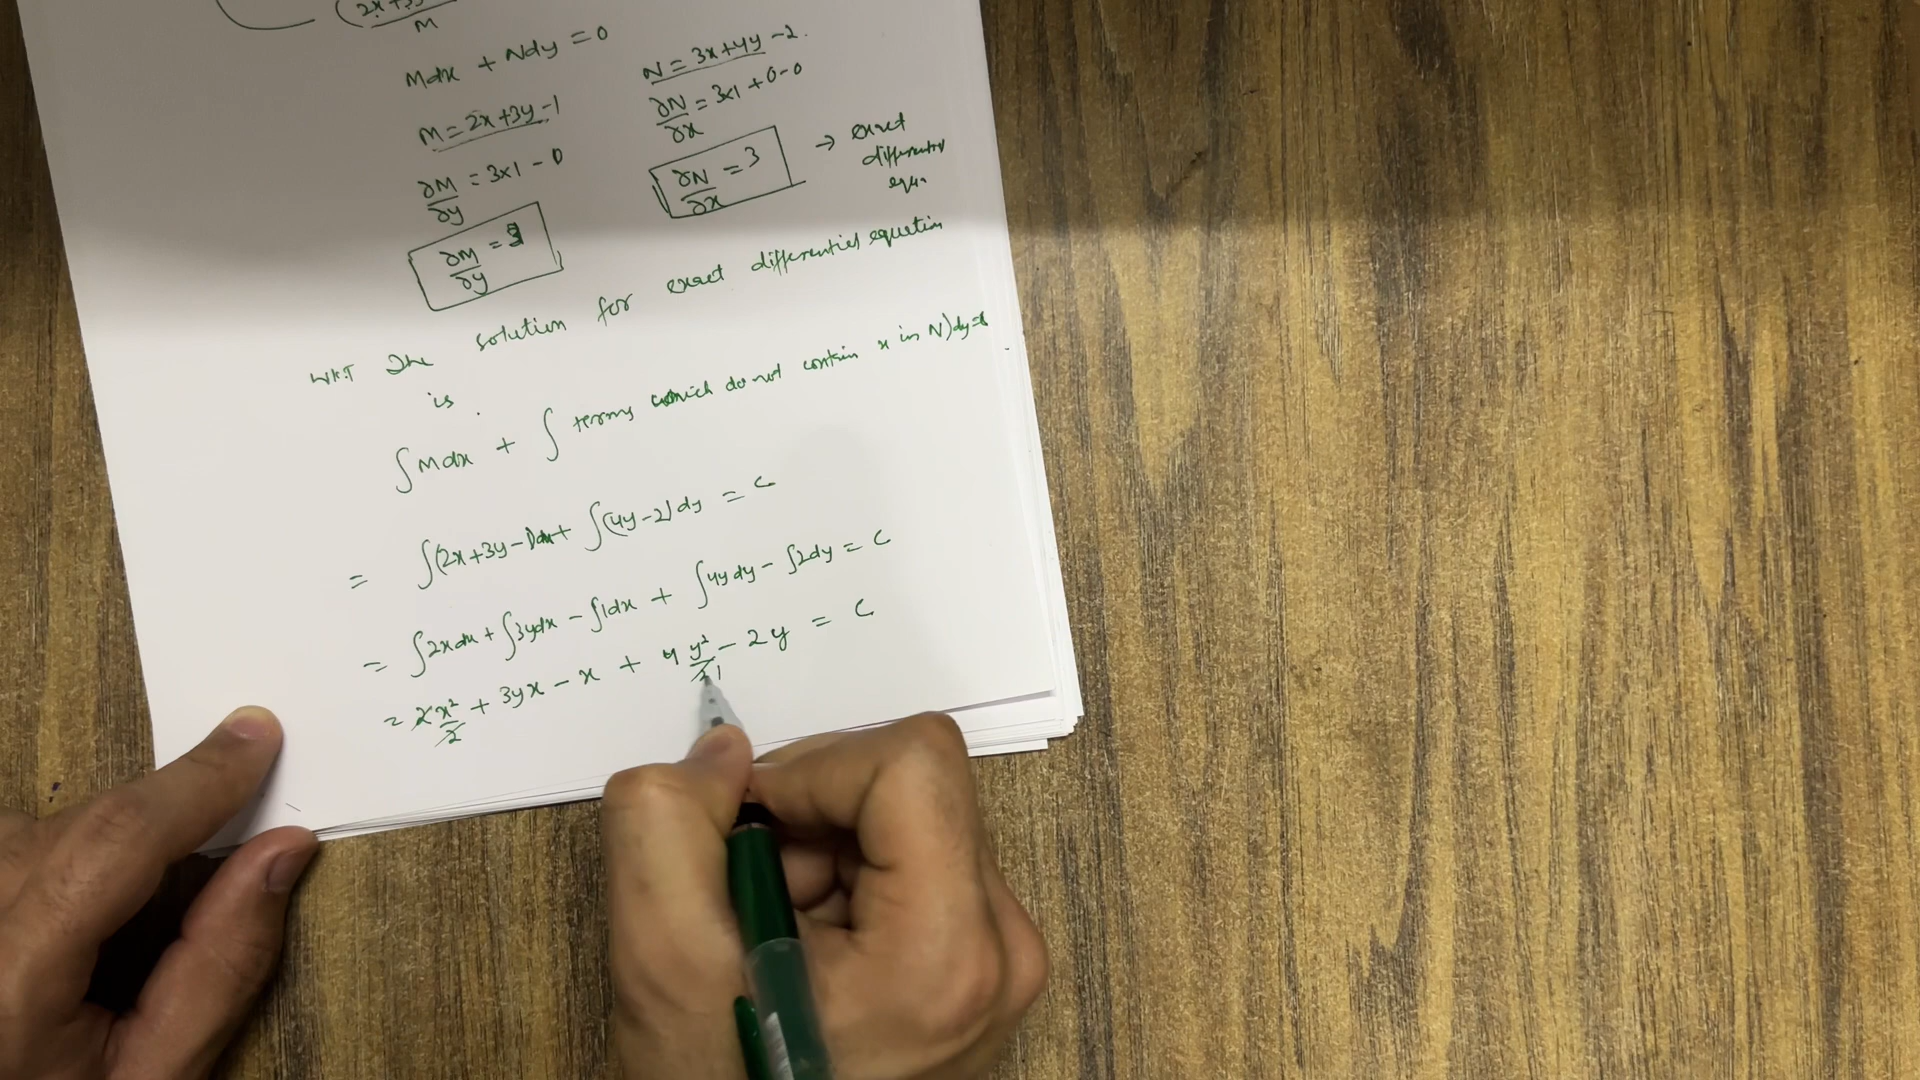 M
Mdx + Ndy = 0
M = 2x+3y-1
N = 3x+4y-2.
∂M/∂y = 3x1 - 0
∂N/∂x = 3x1 + 0-0
∂M/∂y = 3
∂N/∂x = 3 → exact differential equn
WKT The solution for exact differential equation
is
∫Mdx + ∫ terms which do not contain x in N)dy=c
= ∫(2x+3y-1)dx + ∫(4y-2)dy = c
= ∫2xdx + ∫3ydx - ∫1dx + ∫4ydy - ∫2dy = c
= 2x²/2 + 3yx - x + 4 y²/2 - 2y = c